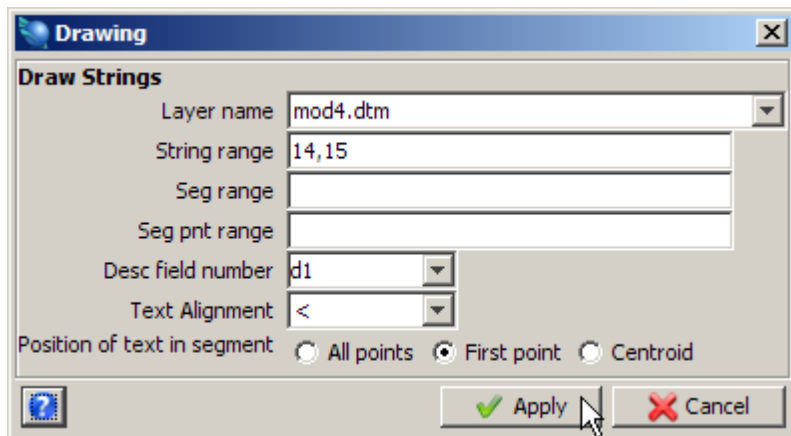 Drawing
Draw Strings
Layer name mod4.dtm
String range 14,15
Seg range
Seg pnt range
Desc field number d1
Text Alignment <
Position of text in segment All points First point Centroid
? Apply Cancel